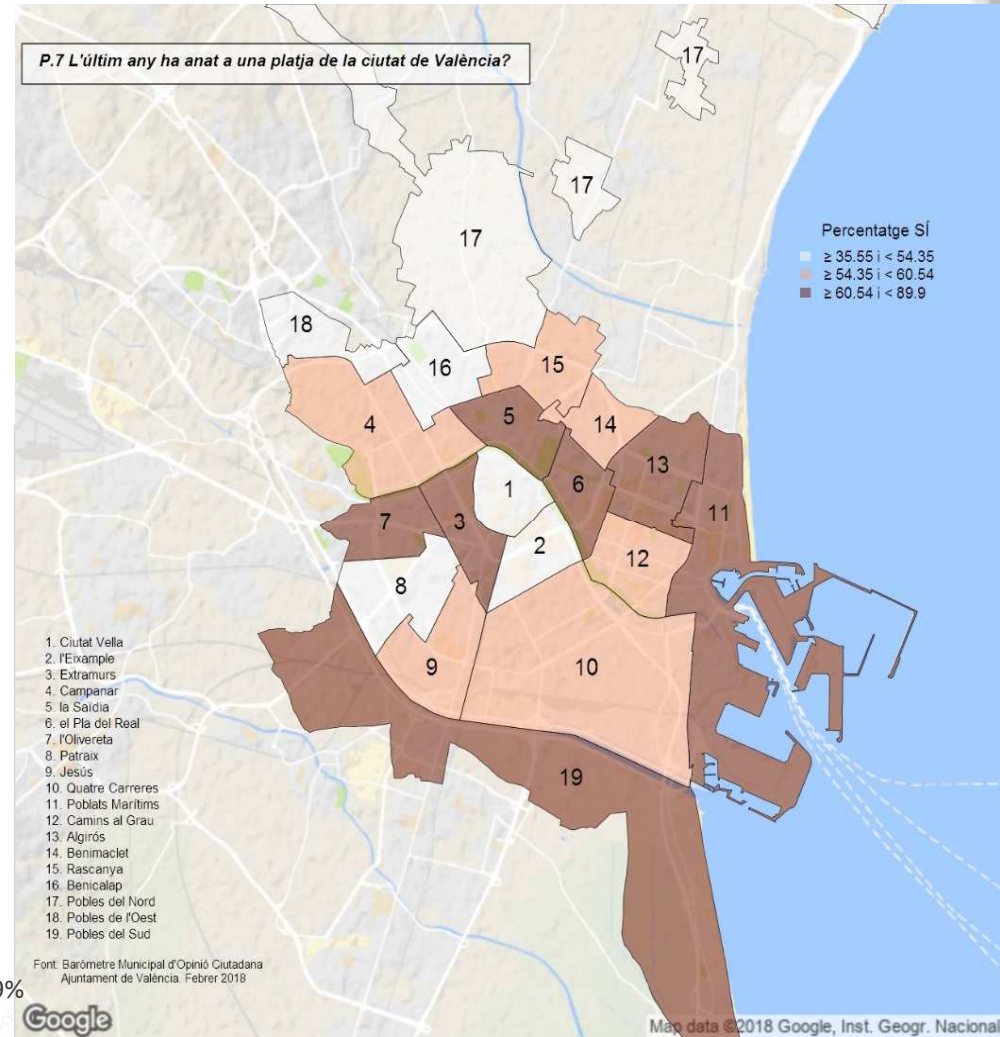 P.7 L'últim any ha anat a una platja de la ciutat de València?
17
17
17
Percentatge SÍ
≥ 35.55 i < 54.35
≥ 54.35 i < 60.54
≥ 60.54 i < 89.9
18
16
15
4
5
14
13
6
1
3
7
11
2
12
8
9
10
19
1. Ciutat Vella
2. l'Eixample
3. Extramurs
4. Campanar
5. la Saïdia
6. el Pla del Real
7. l'Olivereta
8. Patraix
9. Jesús
10. Quatre Carreres
11. Poblats Marítims
12. Camins al Grau
13. Algirós
14. Benimaclet
15. Rascanya
16. Benicalap
17. Pobles del Nord
18. Pobles de l'Oest
19. Pobles del Sud
Font: Baròmetre Municipal d'Opinió Ciutadana
Ajuntament de València. Febrer 2018
9%
Google
Map data ©2018 Google, Inst. Geogr. Nacional